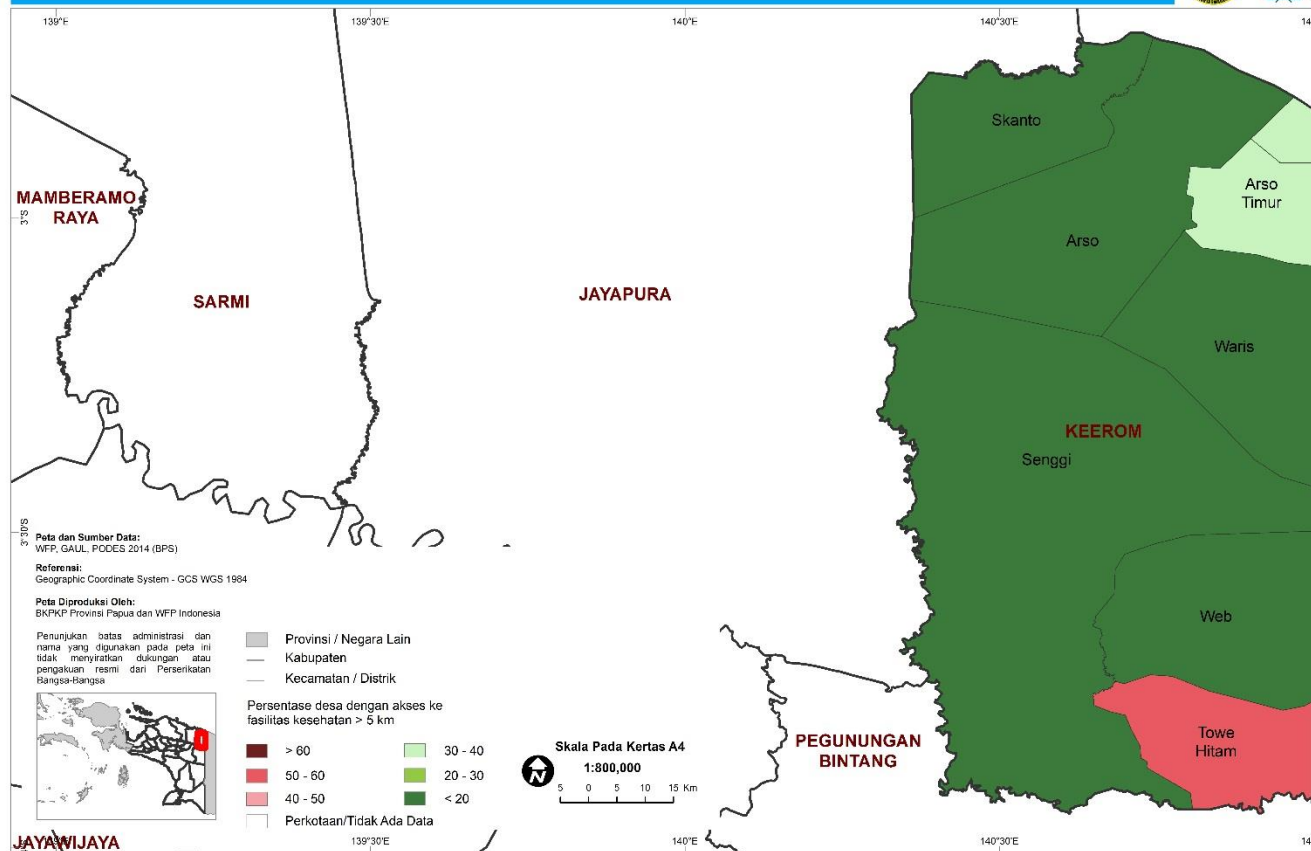 139°E
139°30'E
140°E
140°30'E
3°S
3°30'S
MAMBERAMO
RAYA
SARMI
JAYAPURA
KEEROM
Skanto
Arso
Arso
Timur
Waris
Senggi
Web
Towe
Hitam
PEGUNUNGAN
BINTANG
JAYAWIJAYA
Peta dan Sumber Data:
WFP, GAUL, PODES 2014 (BPS)
Referensi:
Geographic Coordinate System - GCS WGS 1984
Peta Diproduksi Oleh:
BKPKP Provinsi Papua dan WFP Indonesia
Penunjukan batas administrasi dan
nama yang digunakan pada peta ini
tidak menyiratkan dukungan atau
pengakuan resmi dari Perserikatan
Bangsa-Bangsa
Provinsi / Negara Lain
Kabupaten
Kecamatan / Distrik
Persentase desa dengan akses ke
fasilitas kesehatan > 5 km
> 60
50 - 60
40 - 50
30 - 40
20 - 30
< 20
Perkotaan/Tidak Ada Data
N
Skala Pada Kertas A4
1:800,000
5 0 5 10 15 Km
139°30'E
140°E
140°30'E